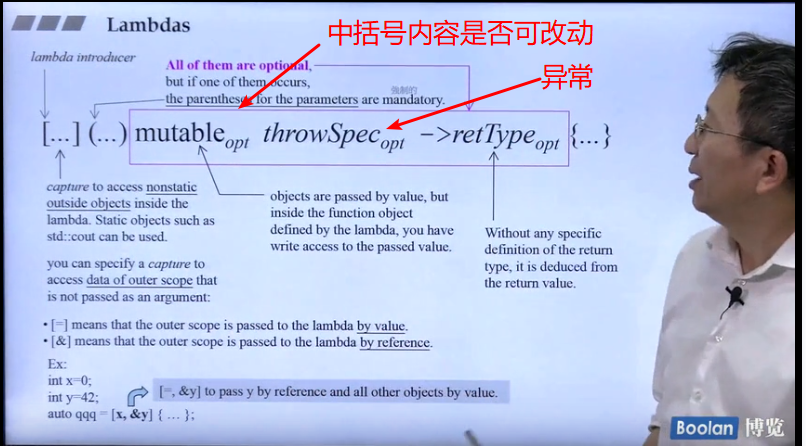 Lambdas
中括号内容是否可改动
lambda introducer
All of them are optional,
but if one of them occurs,
異常
強制的
the parentheses for the parameters are mandatory.
[...] (...) mutable opt throwSpec opt ->retType opt {...}
capture to access nonstatic
outside objects inside the
lambda. Static objects such as
std::cout can be used.
objects are passed by value, but
inside the function object
defined by the lambda, you have
write access to the passed value.
Without any specific
definition of the return
type, it is deduced from
the return value.
you can specify a capture to
access data of outer scope that
is not passed as an argument:
• [=] means that the outer scope is passed to the lambda by value.
• [&] means that the outer scope is passed to the lambda by reference.
Ex:
int x=0;
int y=42;
auto qqq = [x, &y] { ... };
[=, &y] to pass y by reference and all other objects by value.
Boolan 博览